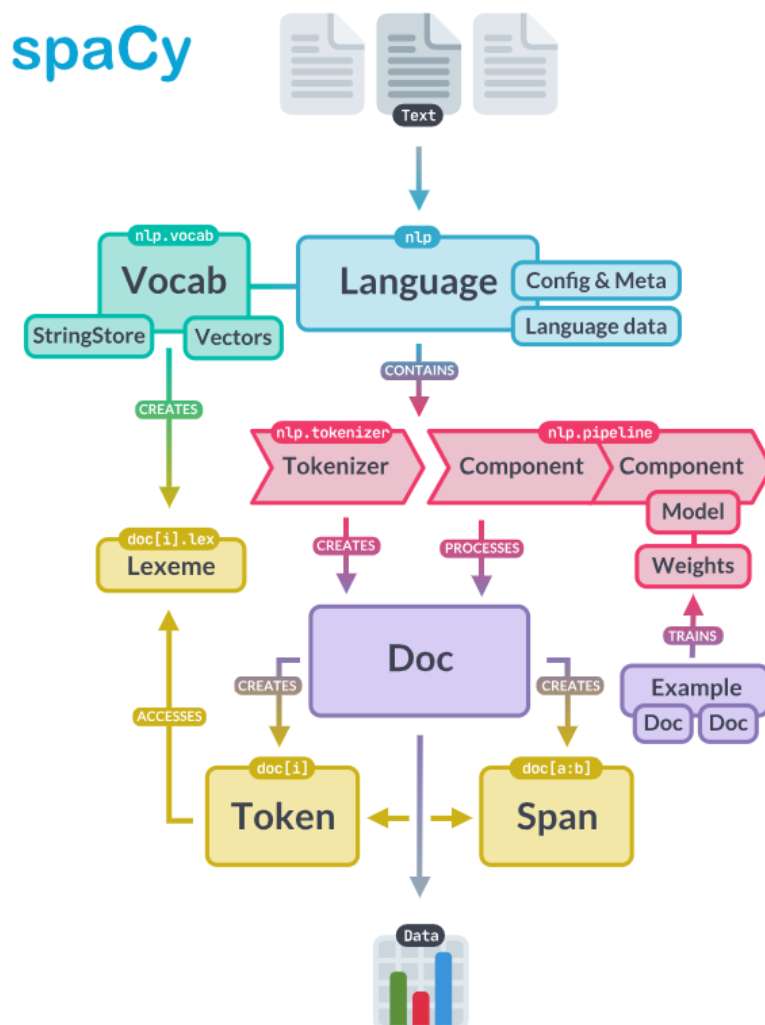 spaCy
Text
nlp.vocab
Vocab
StringStore
Vectors
nlp
Language
Config & Meta
Language data
CONTAINS
CREATES
nlp.tokenizer
Tokenizer
nlp.pipeline
Component
Component
Model
Weights
doc[i].lex
Lexeme
CREATES
PROCESSES
TRAINS
Doc
Example
Doc
Doc
CREATES
CREATES
ACCESSES
doc[i]
Token
doc[a:b]
Span
Data